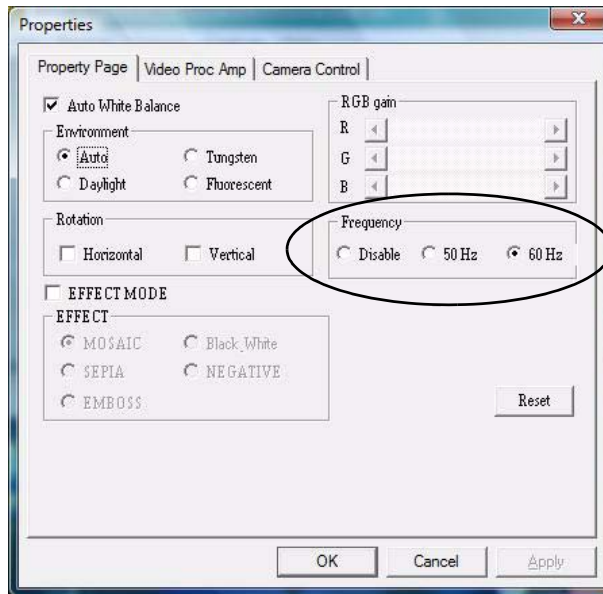 Properties
Property Page
Video Proc Amp
Camera Control
Auto White Balance
Environment
Auto
Tungsten
Daylight
Fluorescent
RGB gain
R
G
B
Rotation
Horizontal
Vertical
Frequency
Disable
50 Hz
60 Hz
EFFECT MODE
EFFECT
MOSAIC
Black_White
SEPIA
NEGATIVE
EMBOSS
Reset
OK
Cancel
Apply